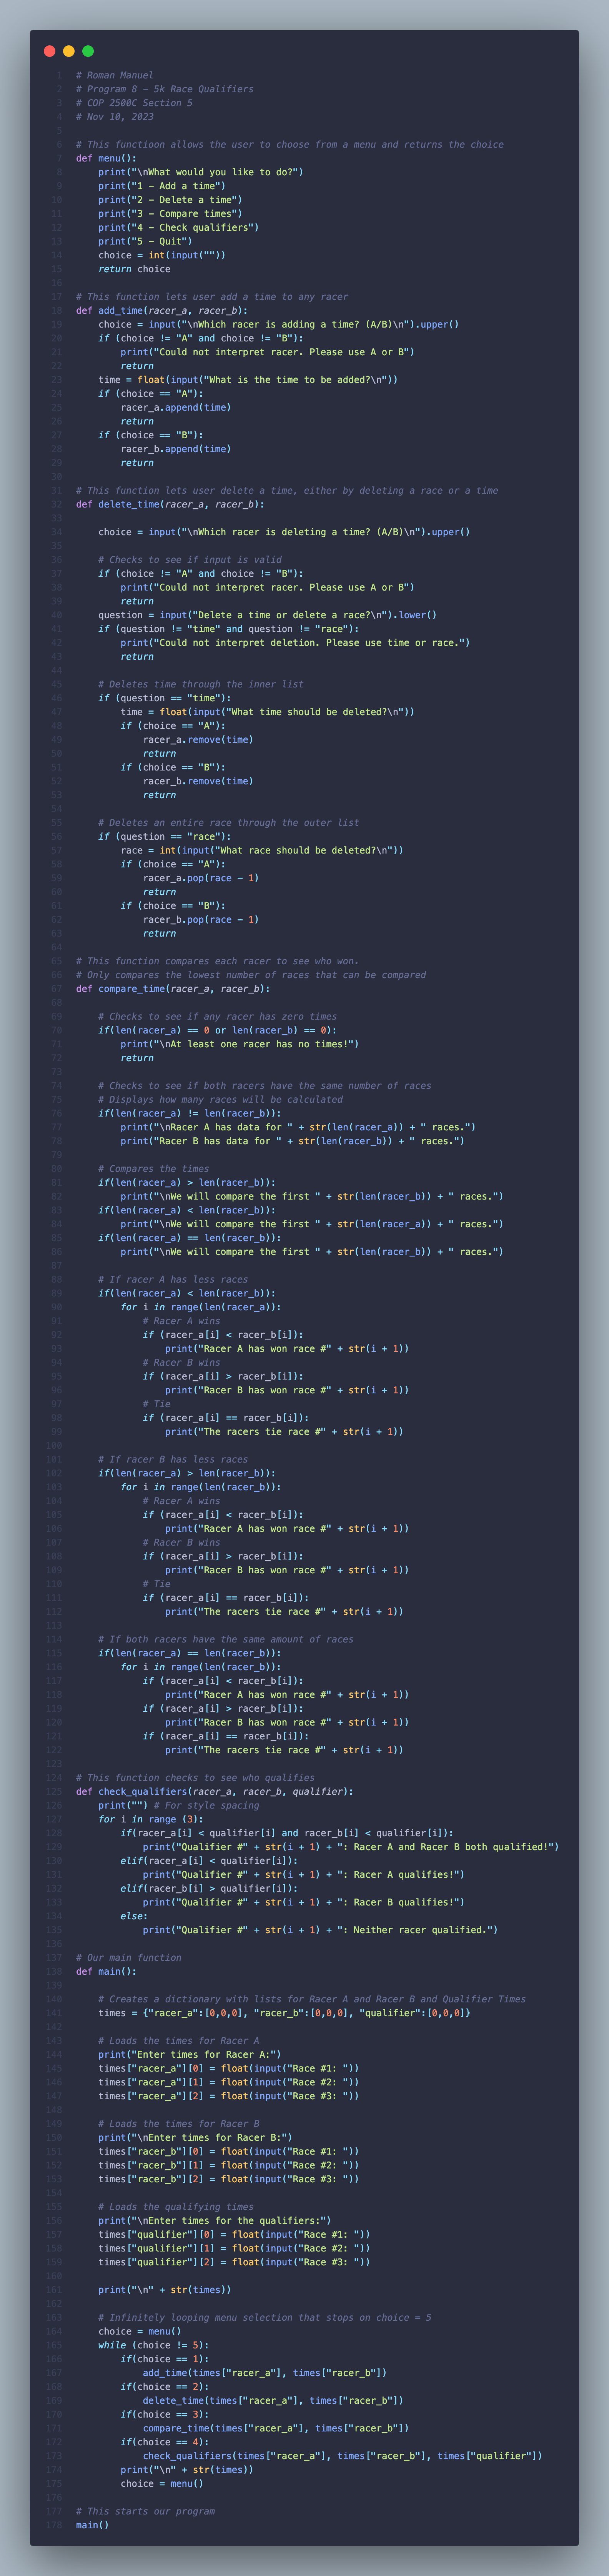 1 # Roman Manuel
2 # Program 8 - 5k Race Qualifiers
3 # COP 2500C Section 5
4 # Nov 10, 2023
5
6 # This functioon allows the user to choose from a menu and returns the choice
7 def menu():
8     print("\nWhat would you like to do?")
9     print("1 - Add a time")
10     print("2 - Delete a time")
11     print("3 - Compare times")
12     print("4 - Check qualifiers")
13     print("5 - Quit")
14     choice = int(input(""))
15     return choice
16
17 # This function lets user add a time to any racer
18 def add_time(racer_a, racer_b):
19     choice = input("\nWhich racer is adding a time? (A/B)\n").upper()
20     if (choice != "A" and choice != "B"):
21         print("Could not interpret racer. Please use A or B")
22         return
23     time = float(input("What is the time to be added?\n"))
24     if (choice == "A"):
25         racer_a.append(time)
26         return
27     if (choice == "B"):
28         racer_b.append(time)
29         return
30
31 # This function lets user delete a time, either by deleting a race or a time
32 def delete_time(racer_a, racer_b):
33
34     choice = input("\nWhich racer is deleting a time? (A/B)\n").upper()
35
36     # Checks to see if input is valid
37     if (choice != "A" and choice != "B"):
38         print("Could not interpret racer. Please use A or B")
39         return
40     question = input("Delete a time or delete a race?\n").lower()
41     if (question != "time" and question != "race"):
42         print("Could not interpret deletion. Please use time or race.")
43         return
44
45     # Deletes time through the inner list
46     if (question == "time"):
47         time = float(input("What time should be deleted?\n"))
48         if (choice == "A"):
49             racer_a.remove(time)
50             return
51         if (choice == "B"):
52             racer_b.remove(time)
53             return
54
55     # Deletes an entire race through the outer list
56     if (question == "race"):
57         race = int(input("What race should be deleted?\n"))
58         if (choice == "A"):
59             racer_a.pop(race - 1)
60             return
61         if (choice == "B"):
62             racer_b.pop(race - 1)
63             return
64
65 # This function compares each racer to see who won.
66 # Only compares the lowest number of races that can be compared
67 def compare_time(racer_a, racer_b):
68
69     # Checks to see if any racer has zero times
70     if(len(racer_a) == 0 or len(racer_b) == 0):
71         print("\nAt least one racer has no times!")
72         return
73
74     # Checks to see if both racers have the same number of races
75     # Displays how many races will be calculated
76     if(len(racer_a) != len(racer_b)):
77         print("\nRacer A has data for " + str(len(racer_a)) + " races.")
78         print("Racer B has data for " + str(len(racer_b)) + " races.")
79
80     # Compares the times
81     if(len(racer_a) > len(racer_b)):
82         print("\nWe will compare the first " + str(len(racer_b)) + " races.")
83     if(len(racer_a) < len(racer_b)):
84         print("\nWe will compare the first " + str(len(racer_a)) + " races.")
85     if(len(racer_a) == len(racer_b)):
86         print("\nWe will compare the first " + str(len(racer_b)) + " races.")
87
88     # If racer A has less races
89     if(len(racer_a) < len(racer_b)):
90         for i in range(len(racer_a)):
91             # Racer A wins
92             if (racer_a[i] < racer_b[i]):
93                 print("Racer A has won race #" + str(i + 1))
94             # Racer B wins
95             if (racer_a[i] > racer_b[i]):
96                 print("Racer B has won race #" + str(i + 1))
97             # Tie
98             if (racer_a[i] == racer_b[i]):
99                 print("The racers tie race #" + str(i + 1))
100
101     # If racer B has less races
102     if(len(racer_a) > len(racer_b)):
103         for i in range(len(racer_b)):
104             # Racer A wins
105             if (racer_a[i] < racer_b[i]):
106                 print("Racer A has won race #" + str(i + 1))
107             # Racer B wins
108             if (racer_a[i] > racer_b[i]):
109                 print("Racer B has won race #" + str(i + 1))
110             # Tie
111             if (racer_a[i] == racer_b[i]):
112                 print("The racers tie race #" + str(i + 1))
113
114     # If both racers have the same amount of races
115     if(len(racer_a) == len(racer_b)):
116         for i in range(len(racer_b)):
117             if (racer_a[i] < racer_b[i]):
118                 print("Racer A has won race #" + str(i + 1))
119             if (racer_a[i] > racer_b[i]):
120                 print("Racer B has won race #" + str(i + 1))
121             if (racer_a[i] == racer_b[i]):
122                 print("The racers tie race #" + str(i + 1))
123
124 # This function checks to see who qualifies
125 def check_qualifiers(racer_a, racer_b, qualifier):
126     print("") # For style spacing
127     for i in range (3):
128         if(racer_a[i] < qualifier[i] and racer_b[i] < qualifier[i]):
129             print("Qualifier #" + str(i + 1) + ": Racer A and Racer B both qualified!")
130         elif(racer_a[i] < qualifier[i]):
131             print("Qualifier #" + str(i + 1) + ": Racer A qualifies!")
132         elif(racer_b[i] > qualifier[i]):
133             print("Qualifier #" + str(i + 1) + ": Racer B qualifies!")
134         else:
135             print("Qualifier #" + str(i + 1) + ": Neither racer qualified.")
136
137 # Our main function
138 def main():
139
140     # Creates a dictionary with lists for Racer A and Racer B and Qualifier Times
141     times = {"racer_a":[0,0,0], "racer_b":[0,0,0], "qualifier":[0,0,0]}
142
143     # Loads the times for Racer A
144     print("Enter times for Racer A:")
145     times["racer_a"][0] = float(input("Race #1: "))
146     times["racer_a"][1] = float(input("Race #2: "))
147     times["racer_a"][2] = float(input("Race #3: "))
148
149     # Loads the times for Racer B
150     print("\nEnter times for Racer B:")
151     times["racer_b"][0] = float(input("Race #1: "))
152     times["racer_b"][1] = float(input("Race #2: "))
153     times["racer_b"][2] = float(input("Race #3: "))
154
155     # Loads the qualifying times
156     print("\nEnter times for the qualifiers:")
157     times["qualifier"][0] = float(input("Race #1: "))
158     times["qualifier"][1] = float(input("Race #2: "))
159     times["qualifier"][2] = float(input("Race #3: "))
160
161     print("\n" + str(times))
162
163     # Infinitely looping menu selection that stops on choice = 5
164     choice = menu()
165     while (choice != 5):
166         if(choice == 1):
167             add_time(times["racer_a"], times["racer_b"])
168         if(choice == 2):
169             delete_time(times["racer_a"], times["racer_b"])
170         if(choice == 3):
171             compare_time(times["racer_a"], times["racer_b"])
172         if(choice == 4):
173             check_qualifiers(times["racer_a"], times["racer_b"], times["qualifier"])
174         print("\n" + str(times))
175         choice = menu()
176
177 # This starts our program
178 main()